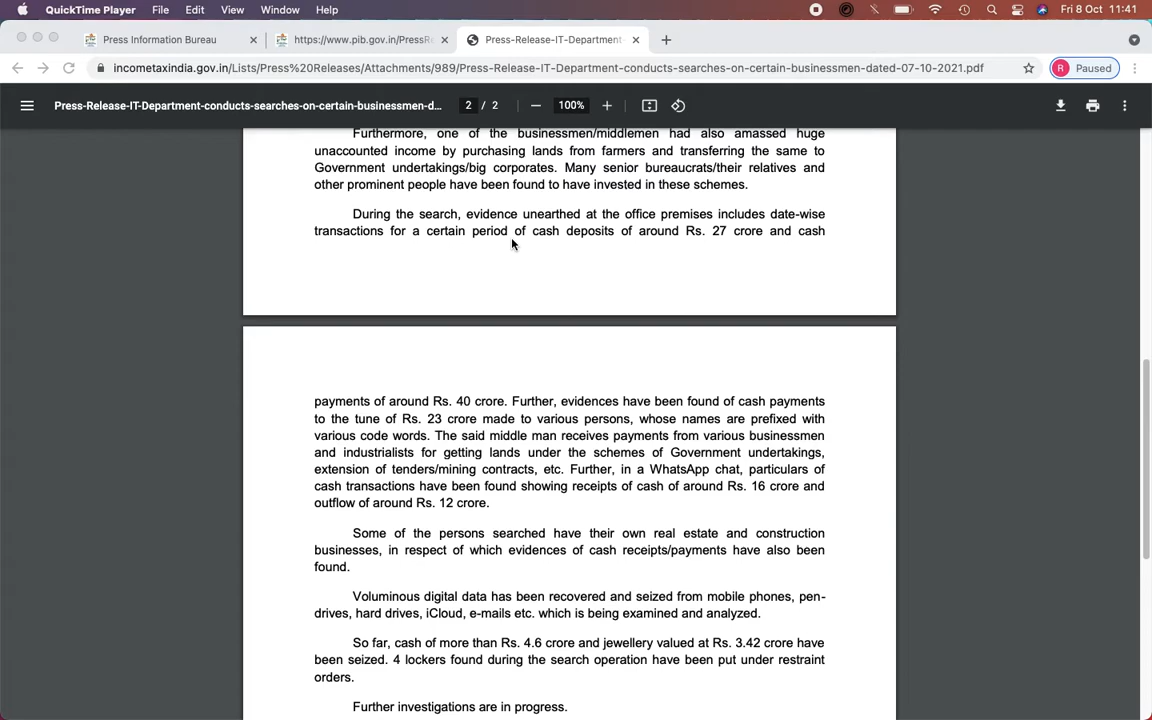 QuickTime Player File Edit View Window Help Fri 8 Oct 11:41
Press Information Bureau https://www.pib.gov.in/PressRe Press-Release-IT-Department
incometaxindia.gov.in/Lists/Press%20Releases/Attachments/989/Press-Release-IT-Department-conducts-searches-on-certain-businessmen-dated-07-10-2021.pdf R Paused
Press-Release-IT-Department-conducts-searches-on-certain-businessmen-d... 2 / 2 100%
Furthermore, one of the businessmen/middlemen had also amassed huge
unaccounted income by purchasing lands from farmers and transferring the same to
Government undertakings/big corporates. Many senior bureaucrats/their relatives and
other prominent people have been found to have invested in these schemes.
During the search, evidence unearthed at the office premises includes date-wise
transactions for a certain period of cash deposits of around Rs. 27 crore and cash
payments of around Rs. 40 crore. Further, evidences have been found of cash payments
to the tune of Rs. 23 crore made to various persons, whose names are prefixed with
various code words. The said middle man receives payments from various businessmen
and industrialists for getting lands under the schemes of Government undertakings,
extension of tenders/mining contracts, etc. Further, in a WhatsApp chat, particulars of
cash transactions have been found showing receipts of cash of around Rs. 16 crore and
outflow of around Rs. 12 crore.
Some of the persons searched have their own real estate and construction
businesses, in respect of which evidences of cash receipts/payments have also been
found.
Voluminous digital data has been recovered and seized from mobile phones, pen-
drives, hard drives, iCloud, e-mails etc. which is being examined and analyzed.
So far, cash of more than Rs. 4.6 crore and jewellery valued at Rs. 3.42 crore have
been seized. 4 lockers found during the search operation have been put under restraint
orders.
Further investigations are in progress.